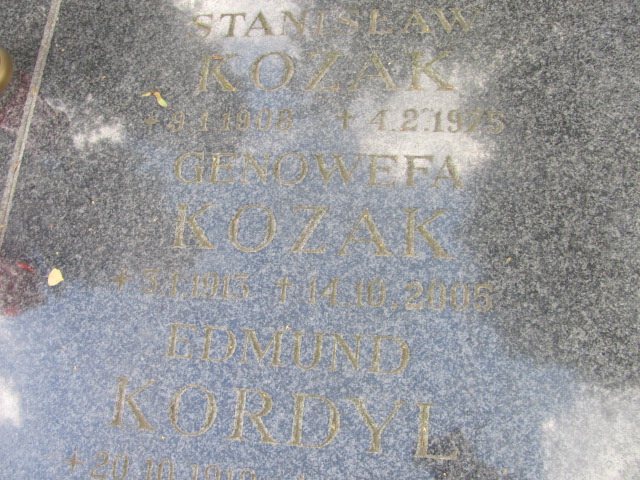 STANISŁAW
KOZAK
* 9.1.1908 + 4.2.1975
GENOWEFA
KOZAK
* 3.1.1913 + 14.10.2005
EDMUND
KORDYL